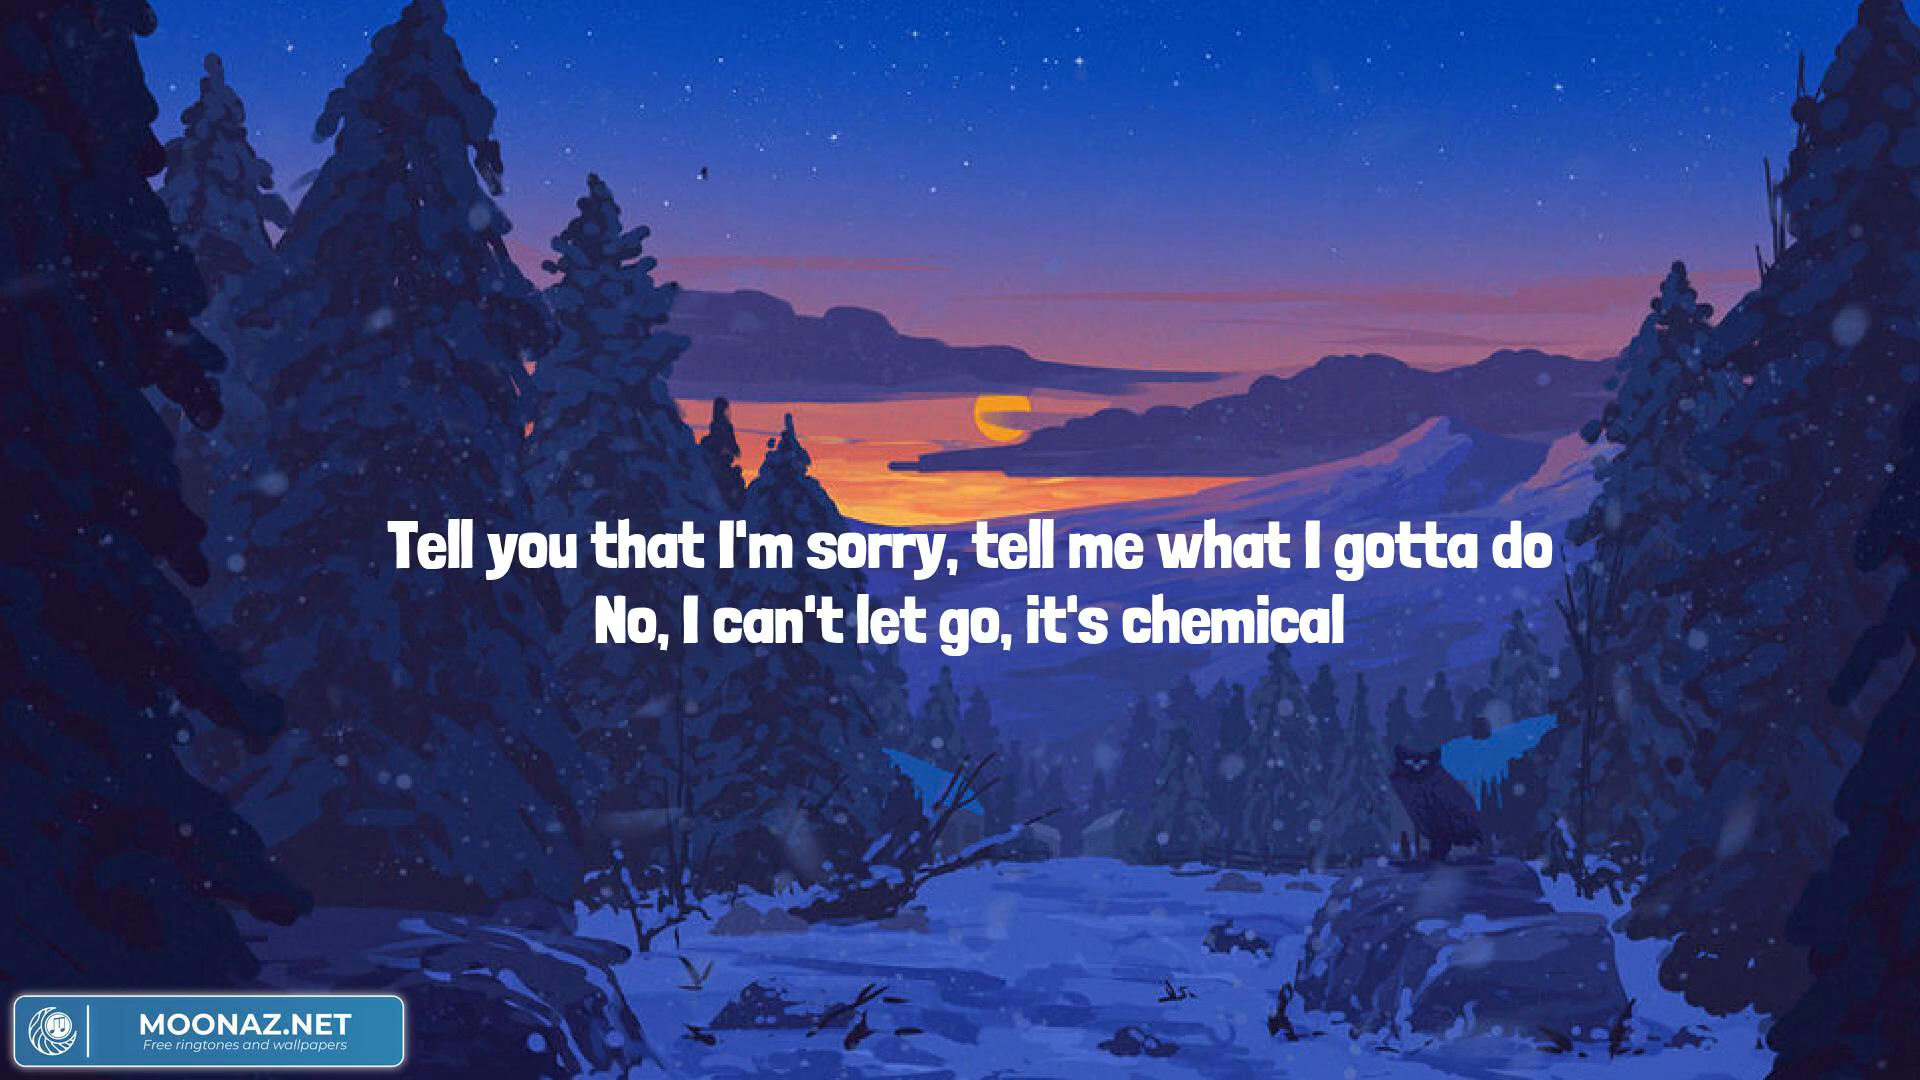 Tell you that I'm sorry, tell me what I gotta do
No, I can't let go, it's chemical
MOONAZ.NET
Free ringtones and wallpapers